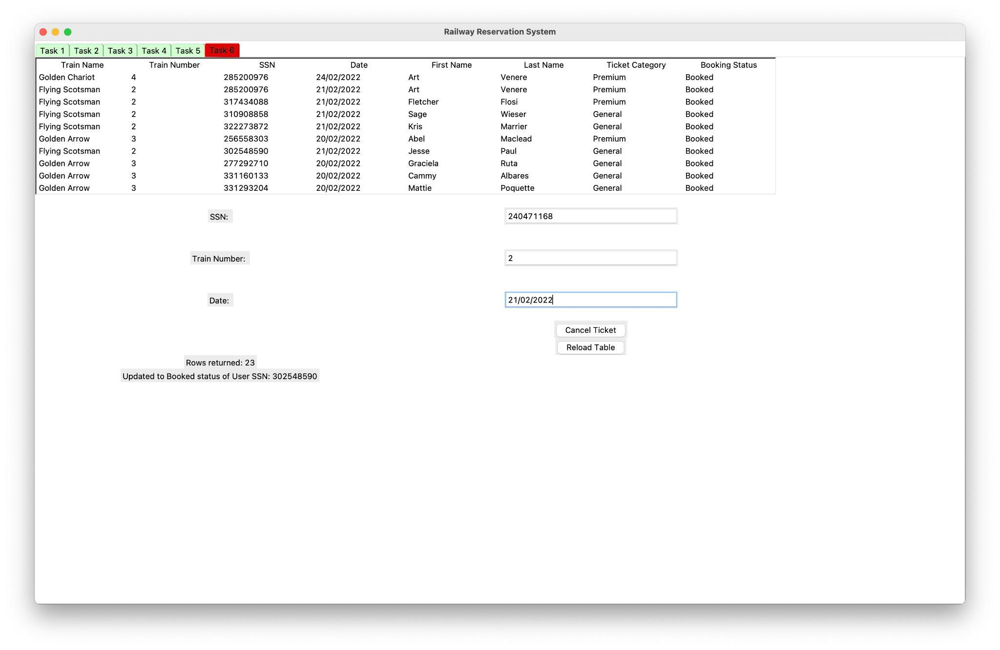 Railway Reservation System
Task 1 Task 2 Task 3 Task 4 Task 5 Task 6
Train Name Train Number SSN Date First Name Last Name Ticket Category Booking Status
Golden Chariot 4 285200976 24/02/2022 Art Venere Premium Booked
Flying Scotsman 2 285200976 21/02/2022 Art Venere Premium Booked
Flying Scotsman 2 317434088 21/02/2022 Fletcher Flosi Premium Booked
Flying Scotsman 2 310908858 21/02/2022 Sage Wieser General Booked
Flying Scotsman 2 322273872 21/02/2022 Kris Marrier General Booked
Golden Arrow 3 256558303 20/02/2022 Abel Maclead Premium Booked
Flying Scotsman 2 302548590 21/02/2022 Jesse Paul General Booked
Golden Arrow 3 277292710 20/02/2022 Graciela Ruta General Booked
Golden Arrow 3 331160133 20/02/2022 Cammy Albares General Booked
Golden Arrow 3 331293204 20/02/2022 Mattie Poquette General Booked
SSN: 240471168
Train Number: 2
Date: 21/02/2022
Cancel Ticket
Reload Table
Rows returned: 23
Updated to Booked status of User SSN: 302548590